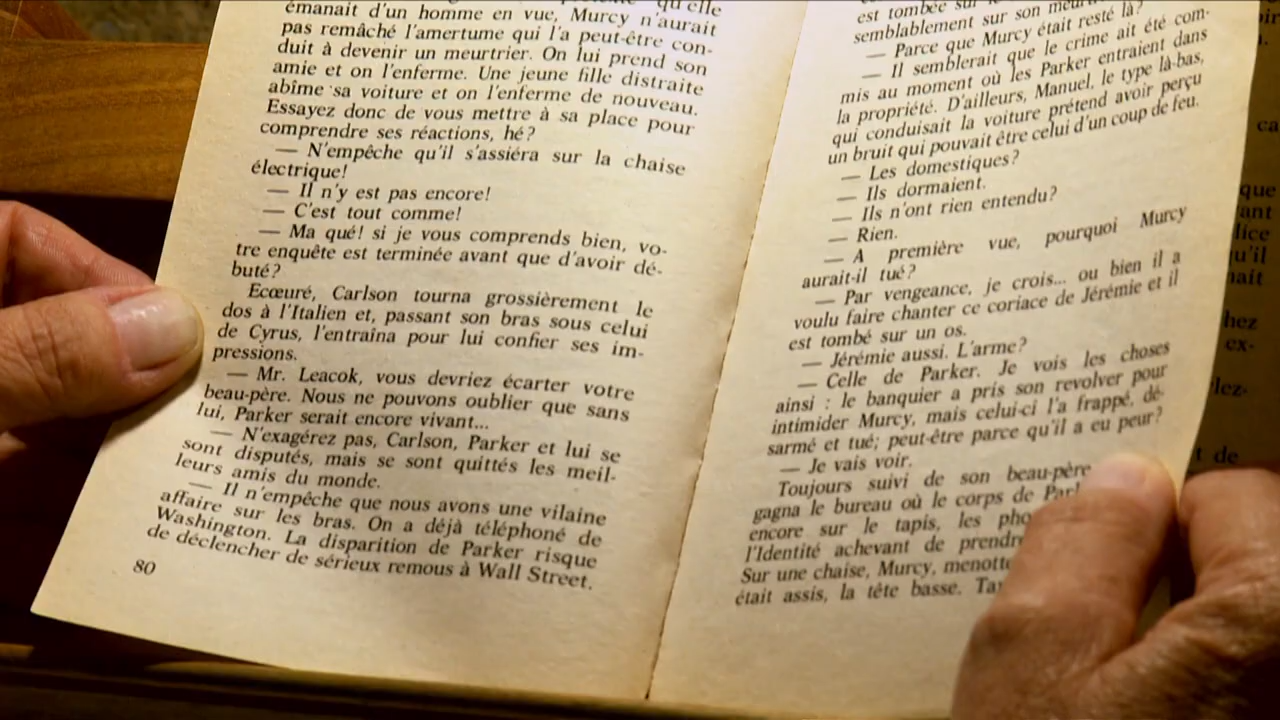 qu'elle
émanait d'un homme en vue, Murcy n'aurait
pas remâché l'amertume qui l'a peut-être con-
duit à devenir un meurtrier. On lui prend son
amie et on l'enferme. Une jeune fille distraite
abîme sa voiture et on l'enferme de nouveau.
Essayez donc de vous mettre à sa place pour
comprendre ses réactions, hé?
— N'empêche qu'il s'assiéra sur la chaise
électrique!
— Il n'y est pas encore!
— C'est tout comme!
— Ma qué! si je vous comprends bien, vo-
tre enquête est terminée avant que d'avoir dé-
buté?
Ecœuré, Carlson tourna grossièrement le
dos à l'Italien et, passant son bras sous celui
de Cyrus, l'entraîna pour lui confier ses im-
pressions.
— Mr. Leacok, vous devriez écarter votre
beau-père. Nous ne pouvons oublier que sans
lui, Parker serait encore vivant...
— N'exagérez pas, Carlson, Parker et lui se
sont disputés, mais se sont quittés les meil-
leurs amis du monde.
— Il n'empêche que nous avons une vilaine
affaire sur les bras. On a déjà téléphoné de
Washington. La disparition de Parker risque
de déclencher de sérieux remous à Wall Street.
80
est tombée sur le
semblablement sur son
— Parce que Murcy était resté là?
— Il semblerait que le crime ait été com-
mis au moment où les Parker entraient dans
la propriété. D'ailleurs, Manuel, le type là-bas,
qui conduisait la voiture prétend avoir perçu
un bruit qui pouvait être celui d'un coup de feu.
— Les domestiques?
— Ils dormaient.
— Ils n'ont rien entendu?
— Rien.
— A première vue, pourquoi Murcy
aurait-il tué?
— Par vengeance, je crois... ou bien il a
voulu faire chanter ce coriace de Jérémie et il
est tombé sur un os.
— Jérémie aussi. L'arme?
— Celle de Parker. Je vois les choses
ainsi : le banquier a pris son revolver pour
intimider Murcy, mais celui-ci l'a frappé, dé-
sarmé et tué; peut-être parce qu'il a eu peur?
— Je vais voir.
Toujours suivi de son beau-père
gagna le bureau où le corps de
encore sur le tapis, les
l'Identité achevant de
Sur une chaise, Murcy,
était assis, la tête basse.
ca
que
ant
lice
u'il
nait
hez
ex-
lez-
t de